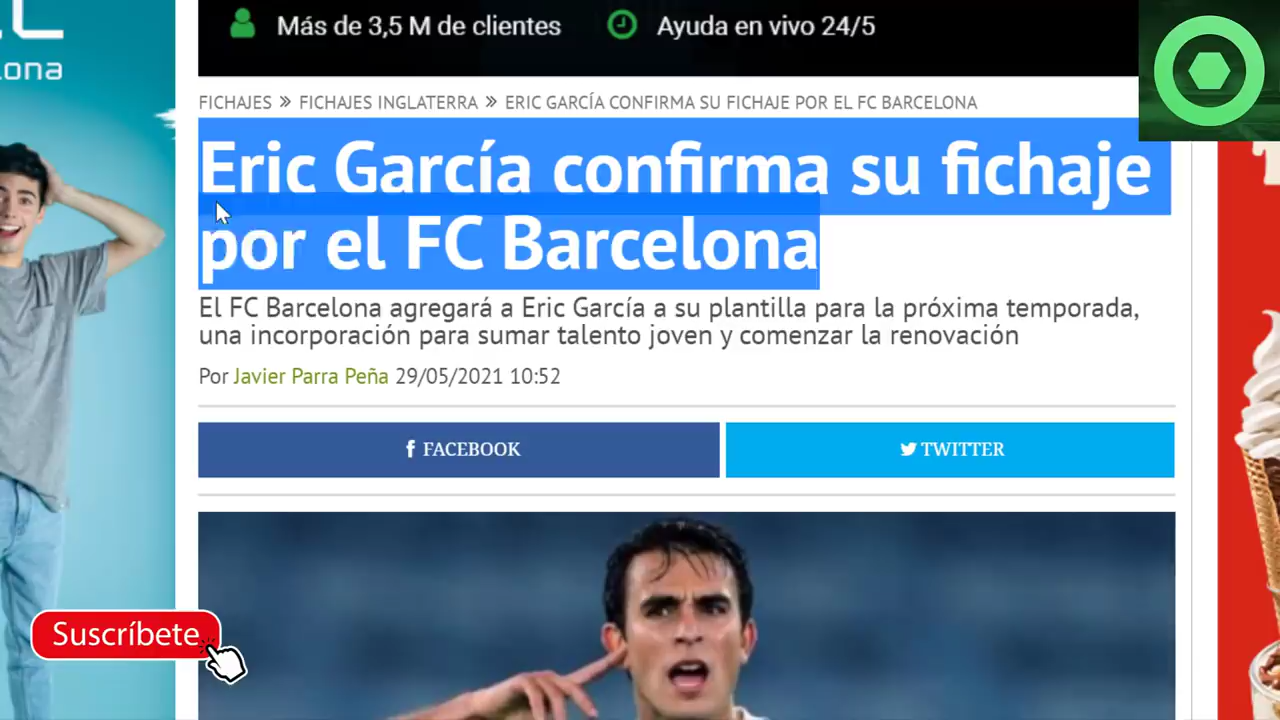 Más de 3,5 M de clientes
Ayuda en vivo 24/5
ona
FICHAJES » FICHAJES INGLATERRA » ERIC GARCÍA CONFIRMA SU FICHAJE POR EL FC BARCELONA
Eric García confirma su fichaje
por el FC Barcelona
El FC Barcelona agregará a Eric García a su plantilla para la próxima temporada,
una incorporación para sumar talento joven y comenzar la renovación
Por Javier Parra Peña 29/05/2021 10:52
FACEBOOK
TWITTER
Suscríbete